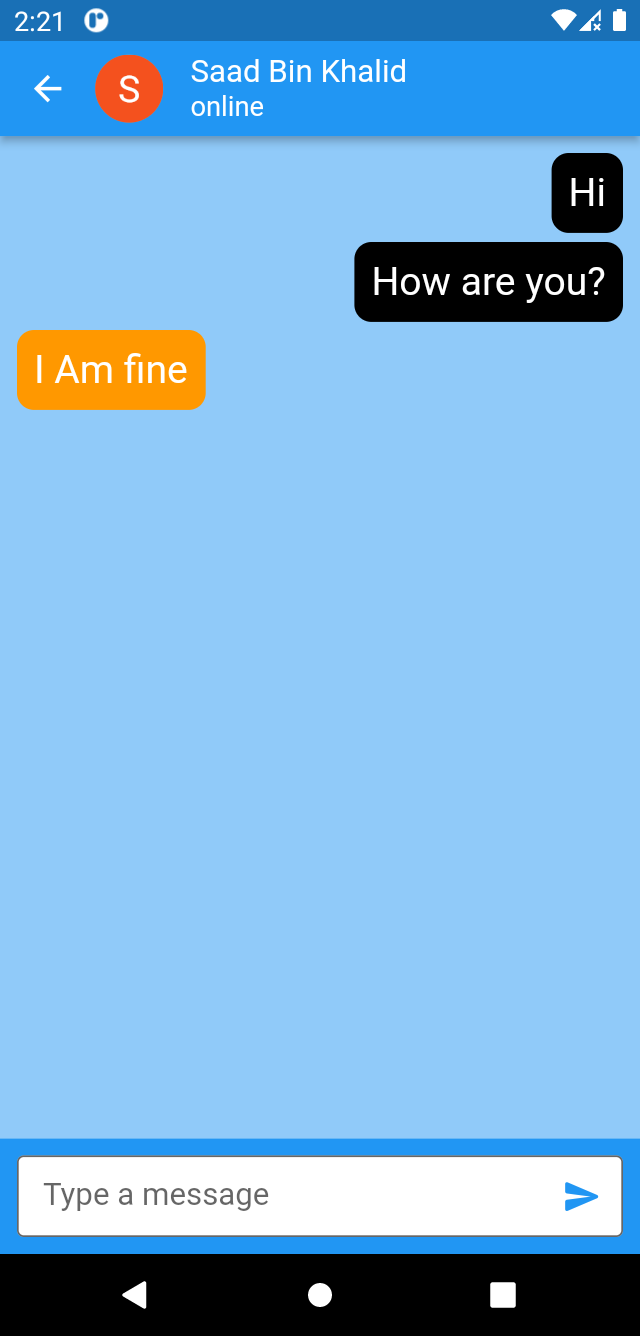 2:21
S
Saad Bin Khalid
online
Hi
How are you?
I Am fine
Type a message